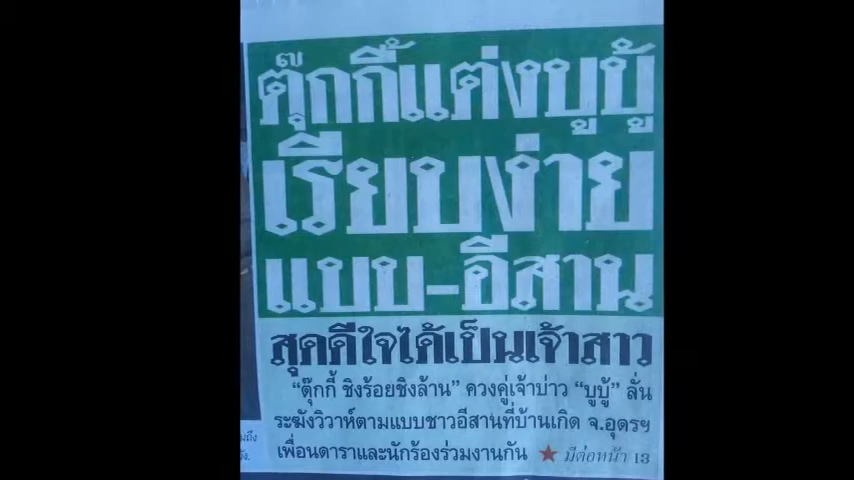 ตุ๊กกี้แต่งบูบู้
เรียบง่าย
แบบ-อีสาน
สุดดีใจได้เป็นเจ้าสาว
“ตุ๊กกี้ ชิงร้อยชิงล้าน” ควงคู่เจ้าบ่าว “บูบู้” ลั่น
ระฆังวิวาห์ตามแบบชาวอีสานที่บ้านเกิด จ.อุดรฯ
เพื่อนดาราและนักร้องร่วมงานกัน ★ มีต่อหน้า 13